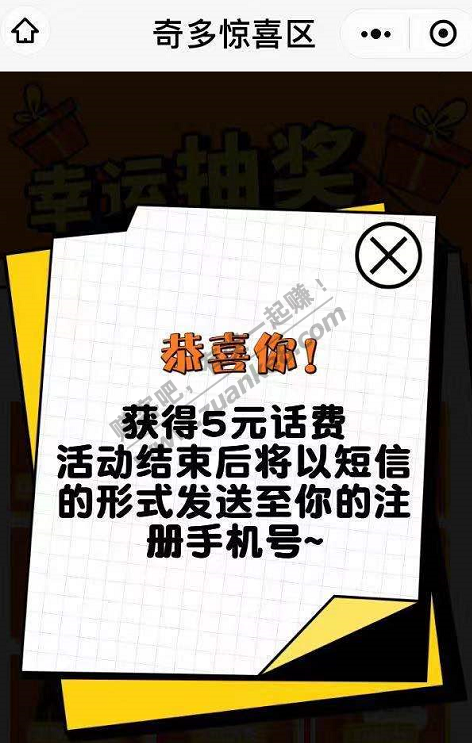 奇多惊喜区
幸运抽奖
恭喜你!
获得5元话费
活动结束后将以短信
的形式发送至你的注
册手机号~